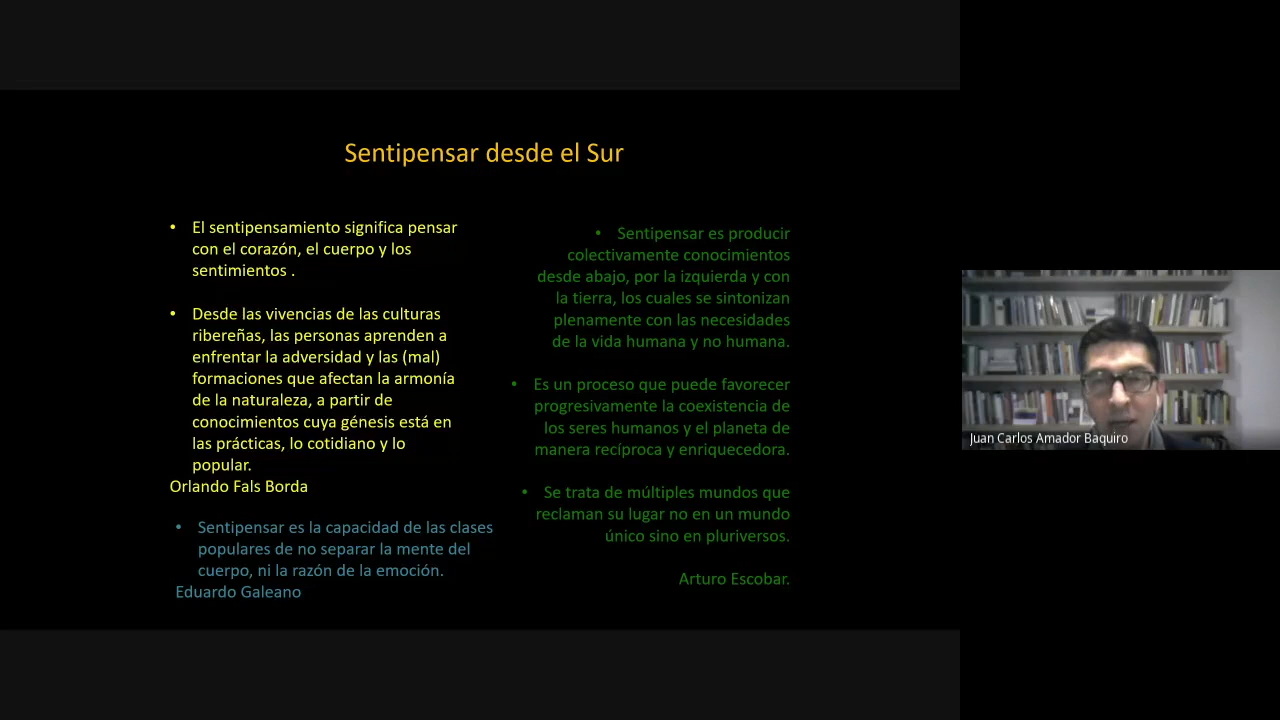 Sentipensar desde el Sur
• El sentipensamiento significa pensar
con el corazón, el cuerpo y los
sentimientos .
• Desde las vivencias de las culturas
ribereñas, las personas aprenden a
enfrentar la adversidad y las (mal)
formaciones que afectan la armonía
de la naturaleza, a partir de
conocimientos cuya génesis está en
las prácticas, lo cotidiano y lo
popular.
Orlando Fals Borda
• Sentipensar es la capacidad de las clases
populares de no separar la mente del
cuerpo, ni la razón de la emoción.
Eduardo Galeano
• Sentipensar es producir
colectivamente conocimientos
desde abajo, por la izquierda y con
la tierra, los cuales se sintonizan
plenamente con las necesidades
de la vida humana y no humana.
• Es un proceso que puede favorecer
progresivamente la coexistencia de
los seres humanos y el planeta de
manera recíproca y enriquecedora.
• Se trata de múltiples mundos que
reclaman su lugar no en un mundo
único sino en pluriversos.
Arturo Escobar.
Juan Carlos Amador Baquiro